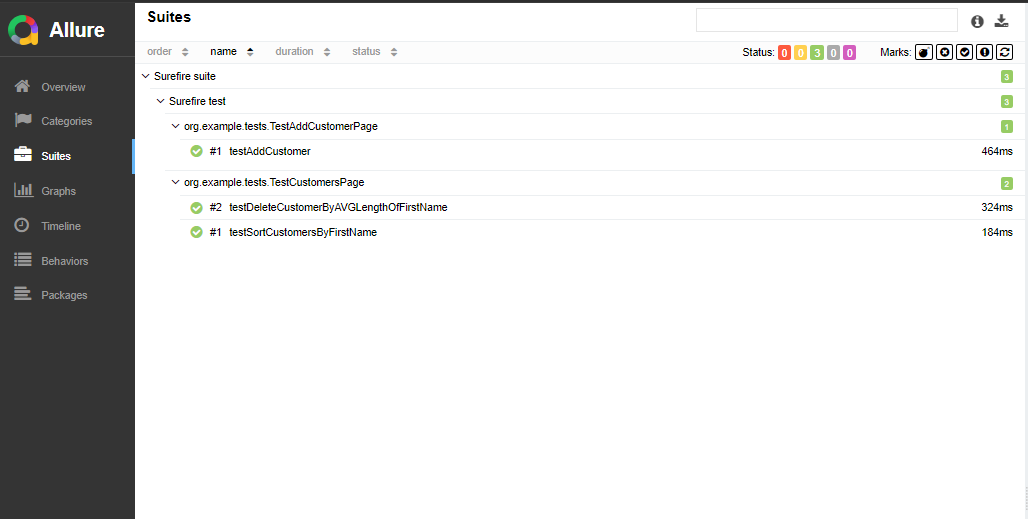 Allure
Overview
Categories
Suites
Graphs
Timeline
Behaviors
Packages
Suites
order name duration status Status: 0 0 3 0 0 Marks:
Surefire suite 3
Surefire test 3
org.example.tests.TestAddCustomerPage 1
#1 testAddCustomer 464ms
org.example.tests.TestCustomersPage 2
#2 testDeleteCustomerByAVGLengthOfFirstName 324ms
#1 testSortCustomersByFirstName 184ms